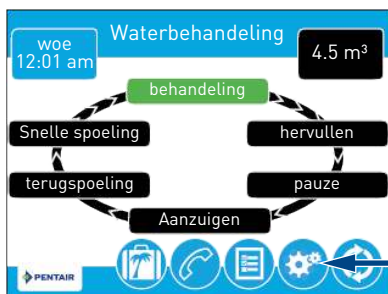 woe
12:01 am
Waterbehandeling
4.5 m³
behandeling
Snelle spoeling
hervullen
terugspoeling
pauze
Aanzuigen
PENTAIR